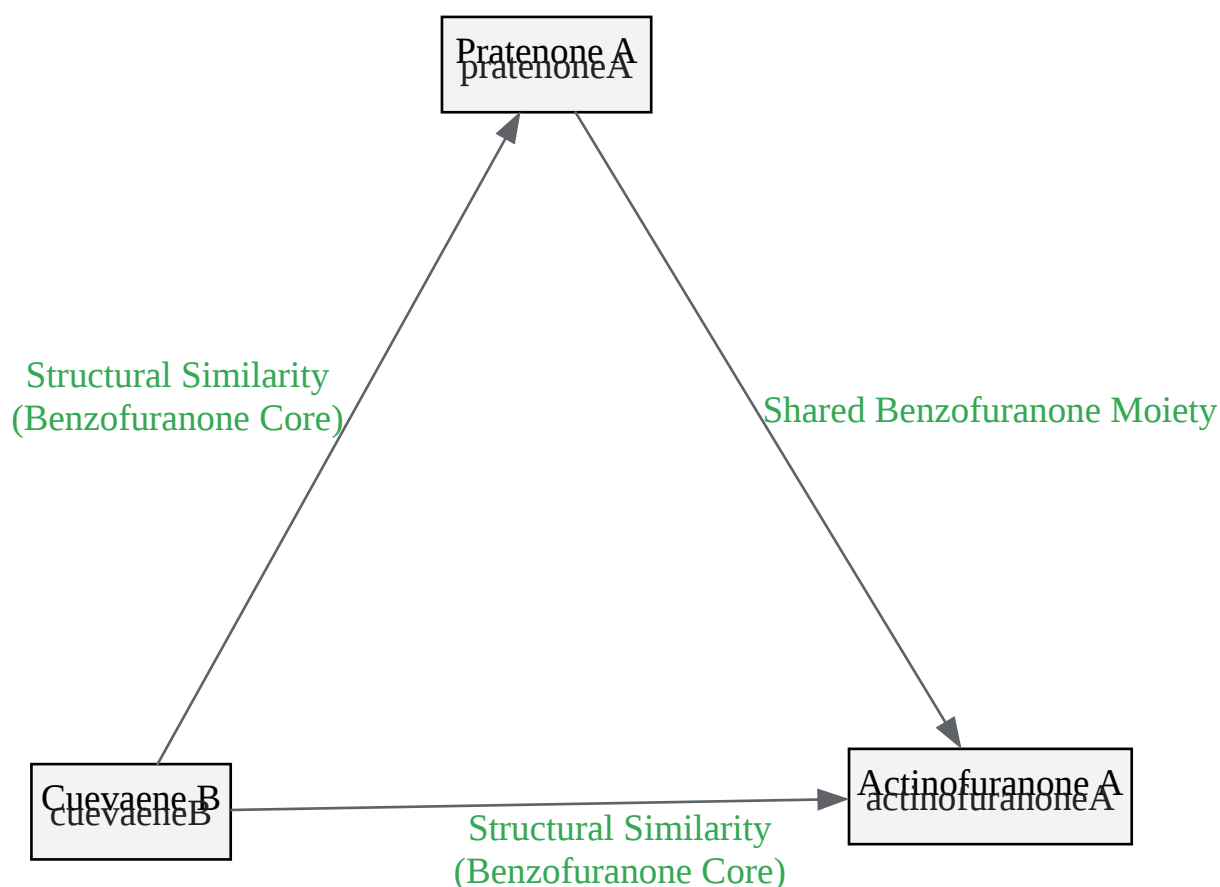 Pratenone A
pratenoneA
Structural Similarity
(Benzofuranone Core)
Shared Benzofuranone Moiety
Cuevaene B
cuevaeneB
Actinofuranone A
actinofuranoneA
Structural Similarity
(Benzofuranone Core)